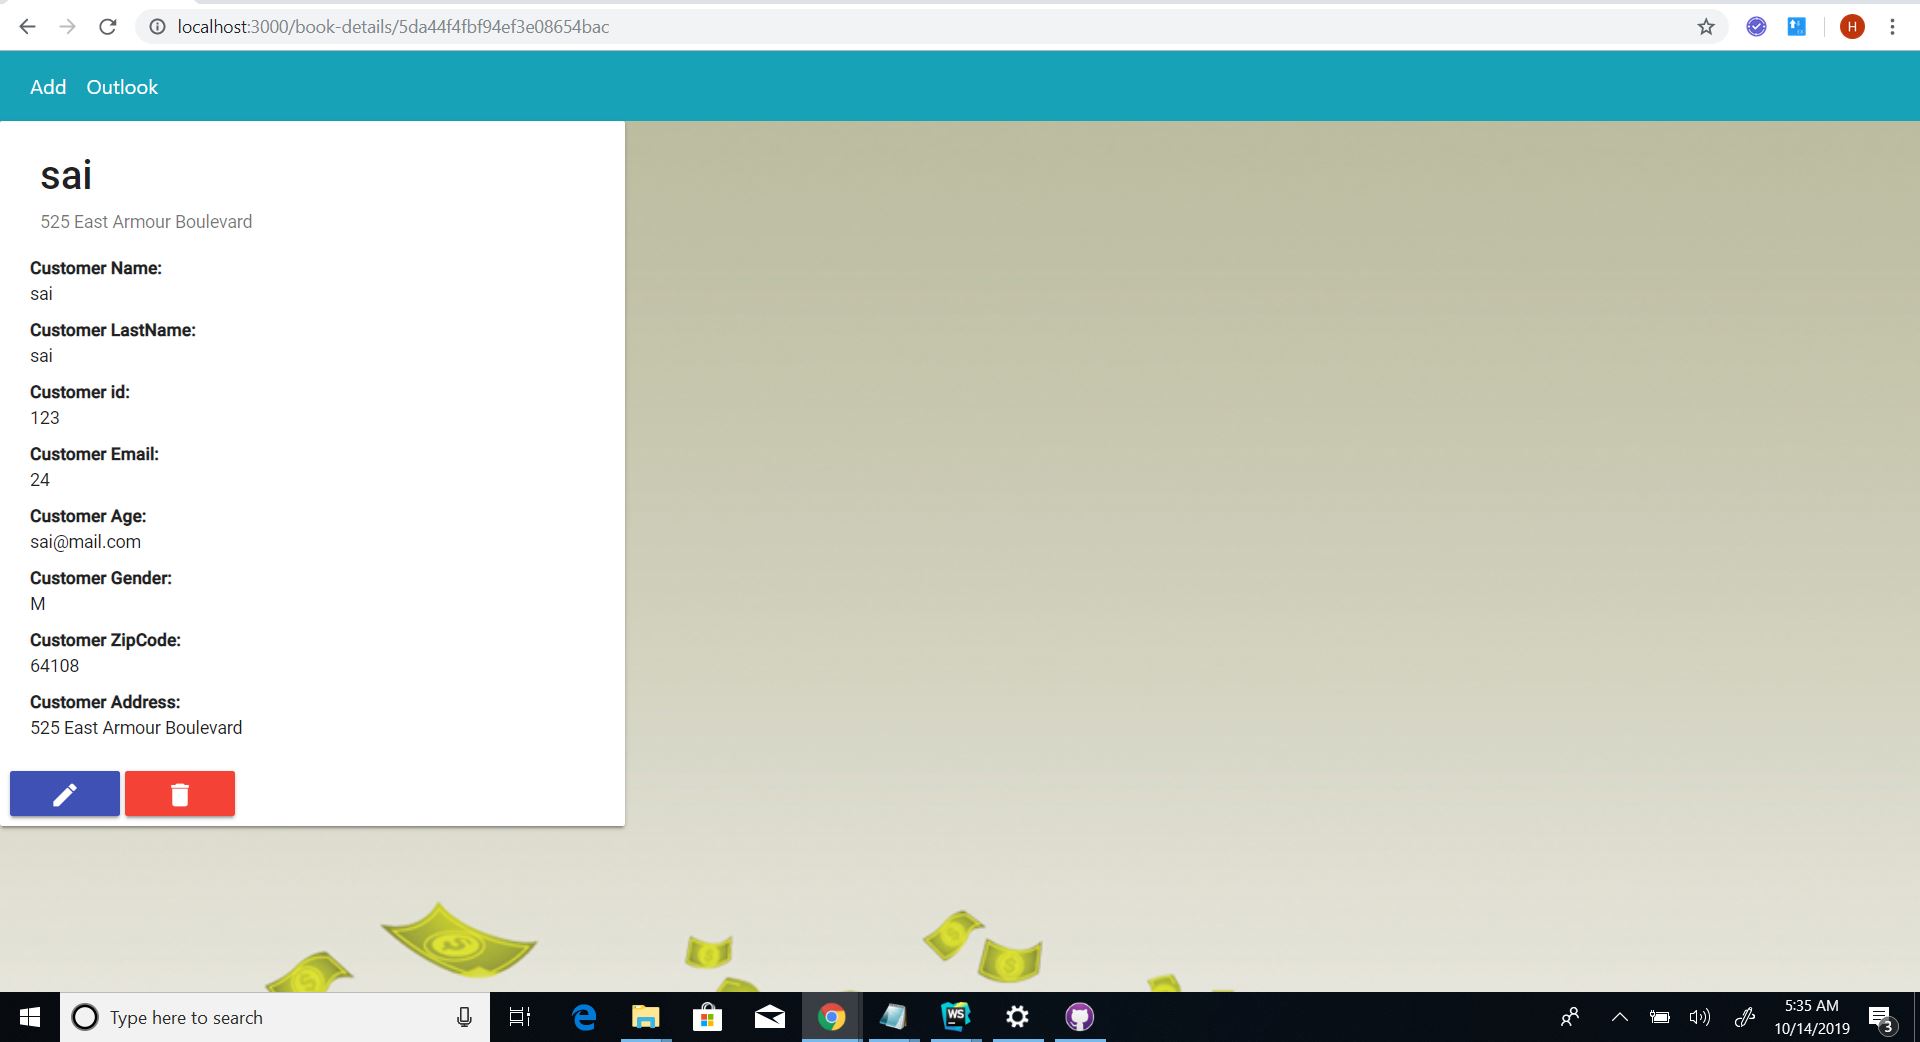 localhost:3000/book-details/5da44f4fbf94ef3e08654bac
H
Add Outlook
sai
525 East Armour Boulevard
Customer Name:
sai
Customer LastName:
sai
Customer id:
123
Customer Email:
24
Customer Age:
sai@mail.com
Customer Gender:
M
Customer ZipCode:
64108
Customer Address:
525 East Armour Boulevard
Type here to search
WS
5:35 AM
10/14/2019
3